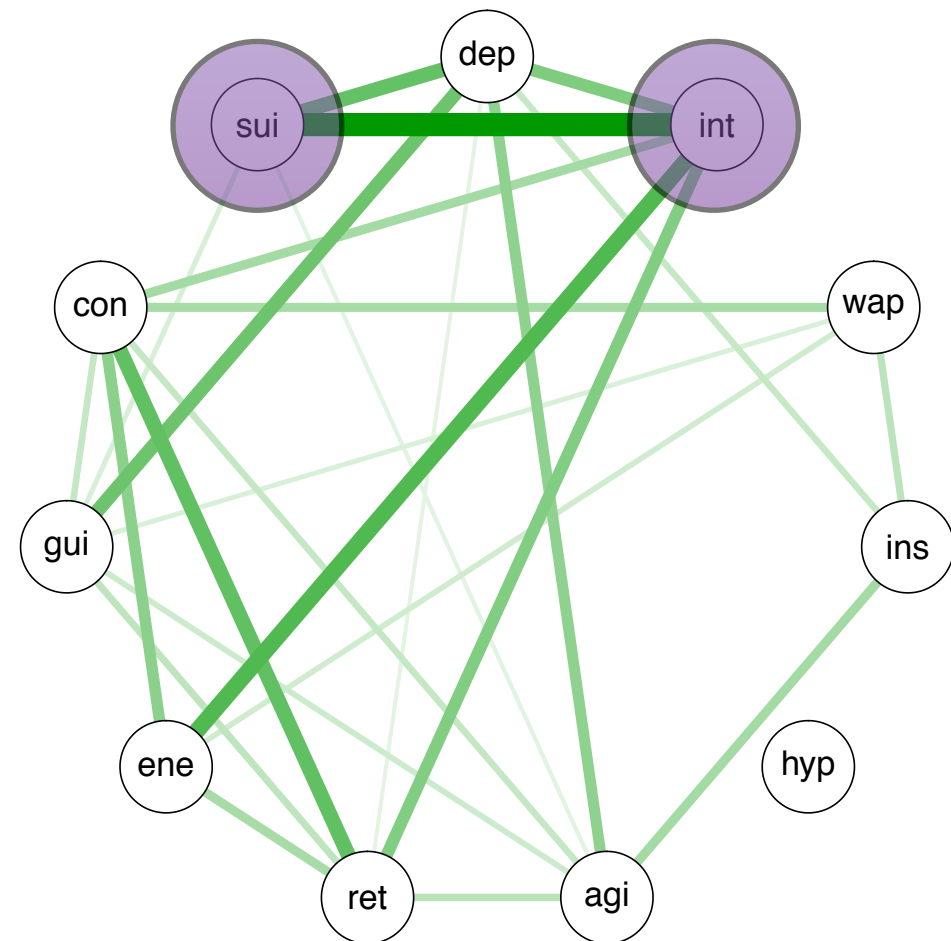 dep
sui
int
con
wap
gui
ins
ene
hyp
ret
agi